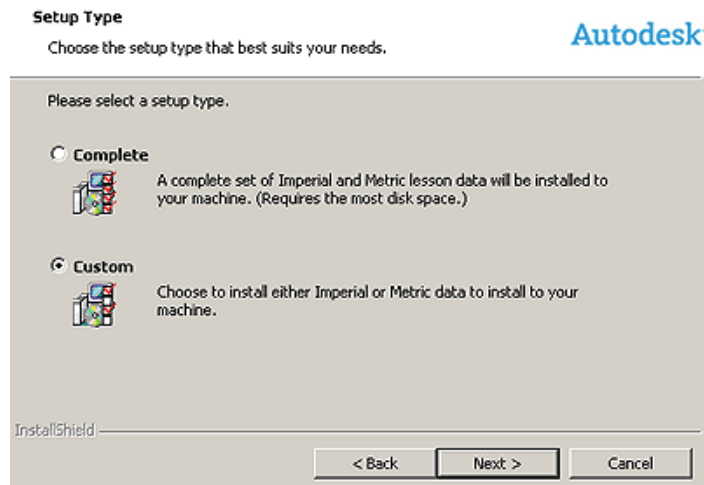 Setup Type
Choose the setup type that best suits your needs.
Autodesk
Please select a setup type.
Complete
A complete set of Imperial and Metric lesson data will be installed to
your machine. (Requires the most disk space.)
Custom
Choose to install either Imperial or Metric data to install to your
machine.
InstallShield
< Back
Next >
Cancel